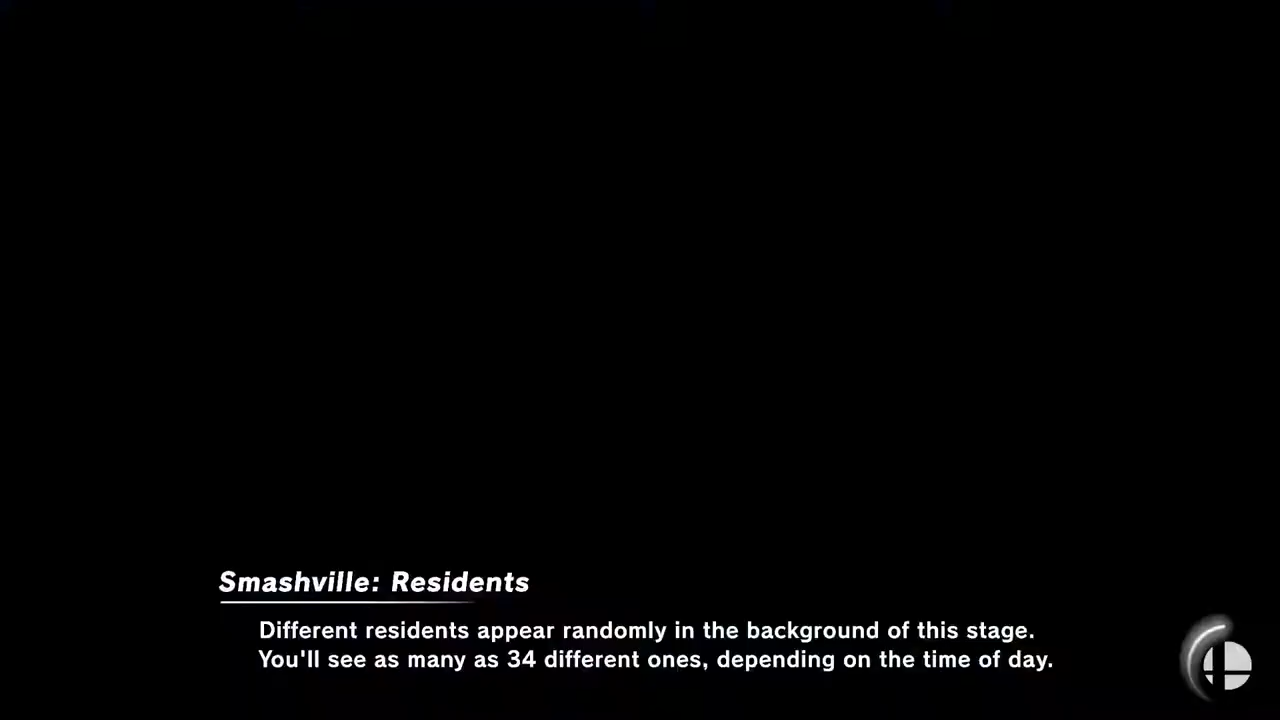 Smashville: Residents
Different residents appear randomly in the background of this stage.
You'll see as many as 34 different ones, depending on the time of day.